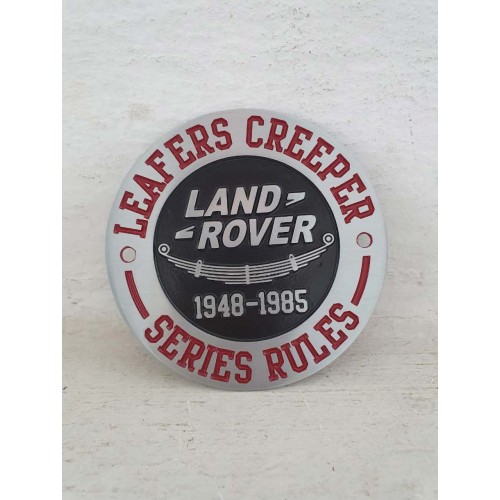 LEAFERS CREEPER
LAND
ROVER
1948-1985
SERIES RULES